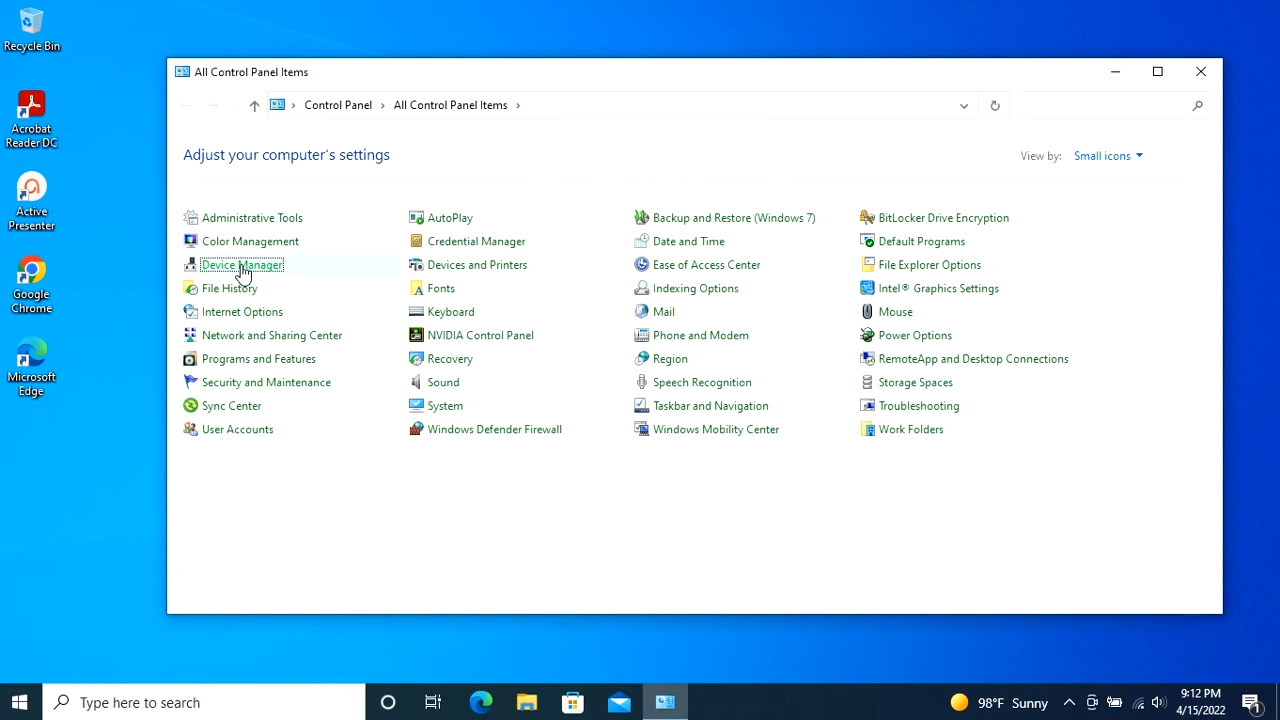 Recycle Bin
Acrobat
Reader DC
Active
Presenter
Google
Chrome
Microsoft
Edge
All Control Panel Items
Control Panel > All Control Panel Items >
Adjust your computer's settings
View by: Small icons
Administrative Tools
AutoPlay
Backup and Restore (Windows 7)
BitLocker Drive Encryption
Color Management
Credential Manager
Date and Time
Default Programs
Device Manager
Devices and Printers
Ease of Access Center
File Explorer Options
File History
Fonts
Indexing Options
Intel® Graphics Settings
Internet Options
Keyboard
Mail
Mouse
Network and Sharing Center
NVIDIA Control Panel
Phone and Modem
Power Options
Programs and Features
Recovery
Region
RemoteApp and Desktop Connections
Security and Maintenance
Sound
Speech Recognition
Storage Spaces
Sync Center
System
Taskbar and Navigation
Troubleshooting
User Accounts
Windows Defender Firewall
Windows Mobility Center
Work Folders
Type here to search
98°F Sunny
9:12 PM
4/15/2022
1